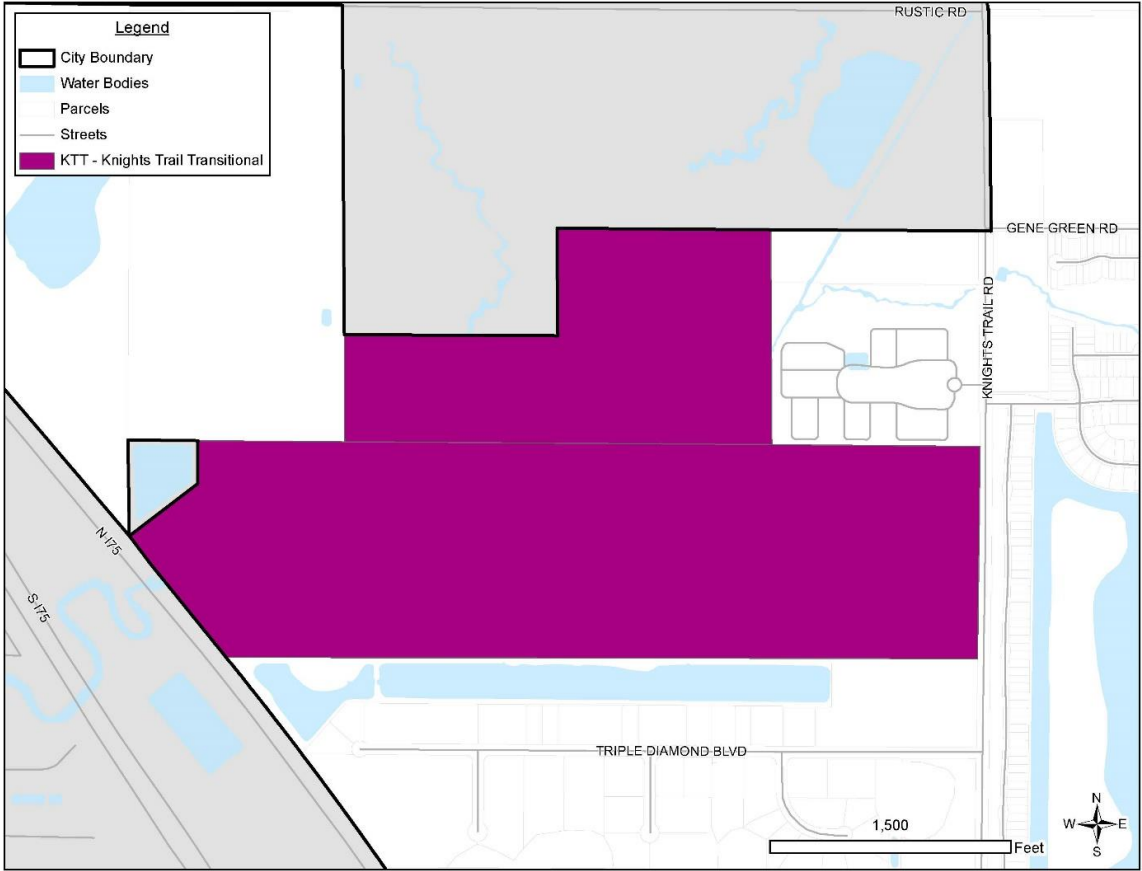 RUSTIC RD
Legend
City Boundary
Water Bodies
Parcels
Streets
KTT - Knights Trail Transitional
GENE GREEN RD
KNIGHTS TRAIL RD
N-I75
S-I75
TRIPLE DIAMOND BLVD
1,500
Feet
N
W
E
S